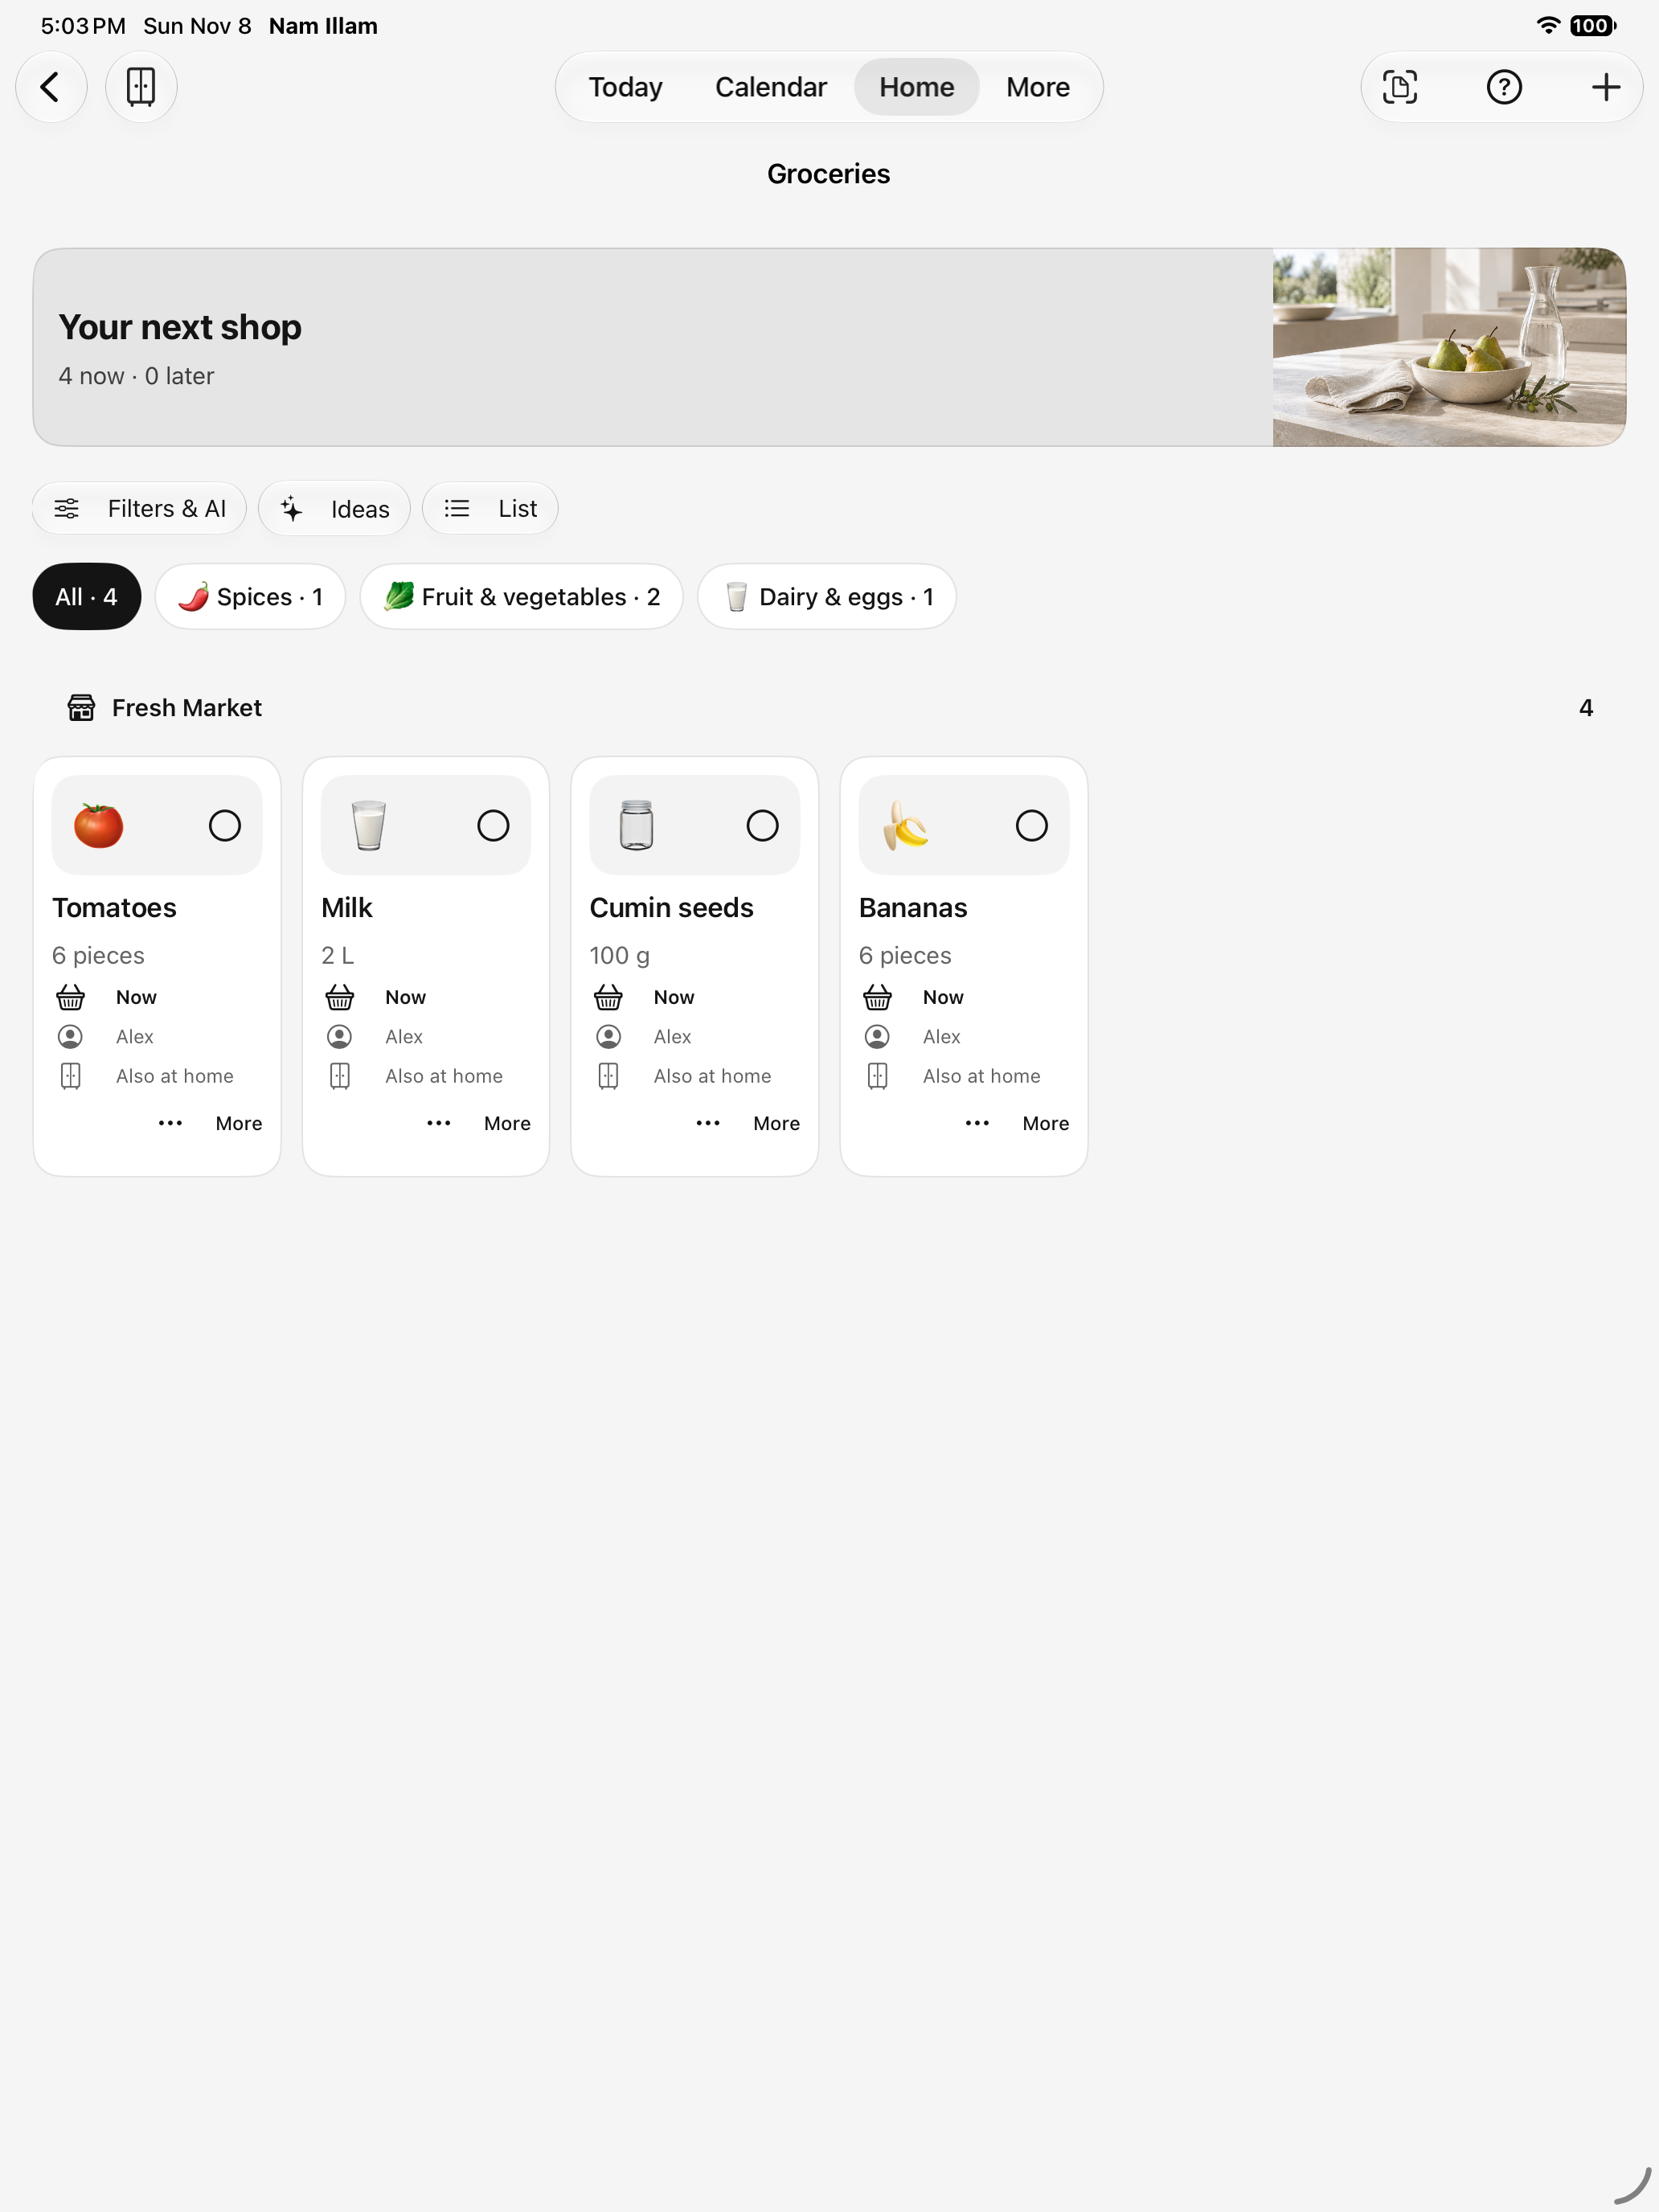 5:03 PM Sun Nov 8 Nam Illam
100
Today Calendar Home More
?
Groceries
Your next shop
4 now · 0 later
Filters & AI Ideas List
All · 4 Spices · 1 Fruit & vegetables · 2 Dairy & eggs · 1
Fresh Market 4
Tomatoes
6 pieces
Now
Alex
Also at home
More
Milk
2 L
Now
Alex
Also at home
More
Cumin seeds
100 g
Now
Alex
Also at home
More
Bananas
6 pieces
Now
Alex
Also at home
More